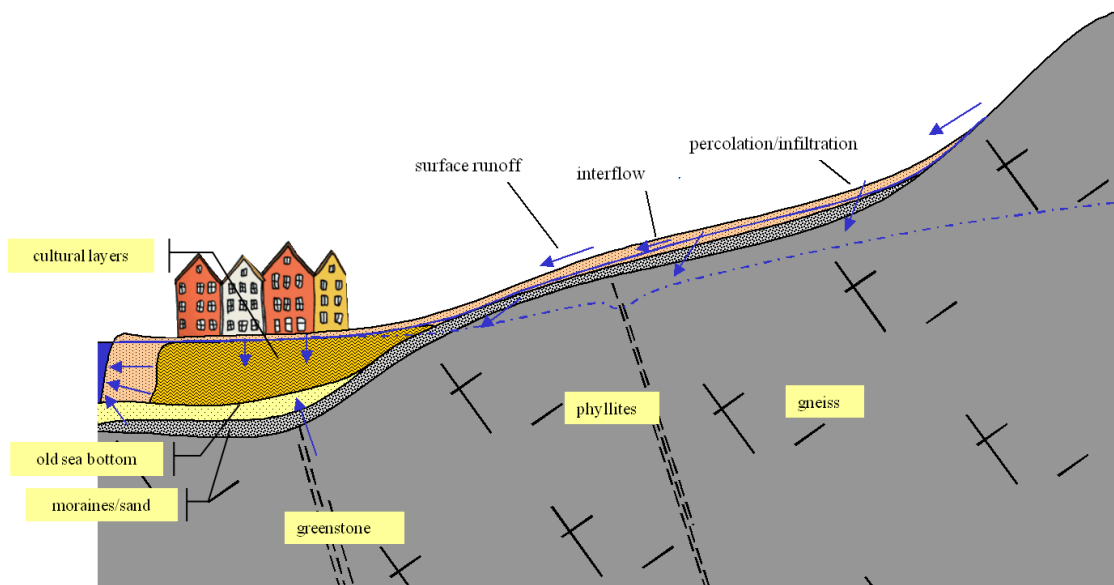 percolation/infiltration
surface runoff
interflow
cultural layers
phyllites
gneiss
old sea bottom
moraines/sand
greenstone